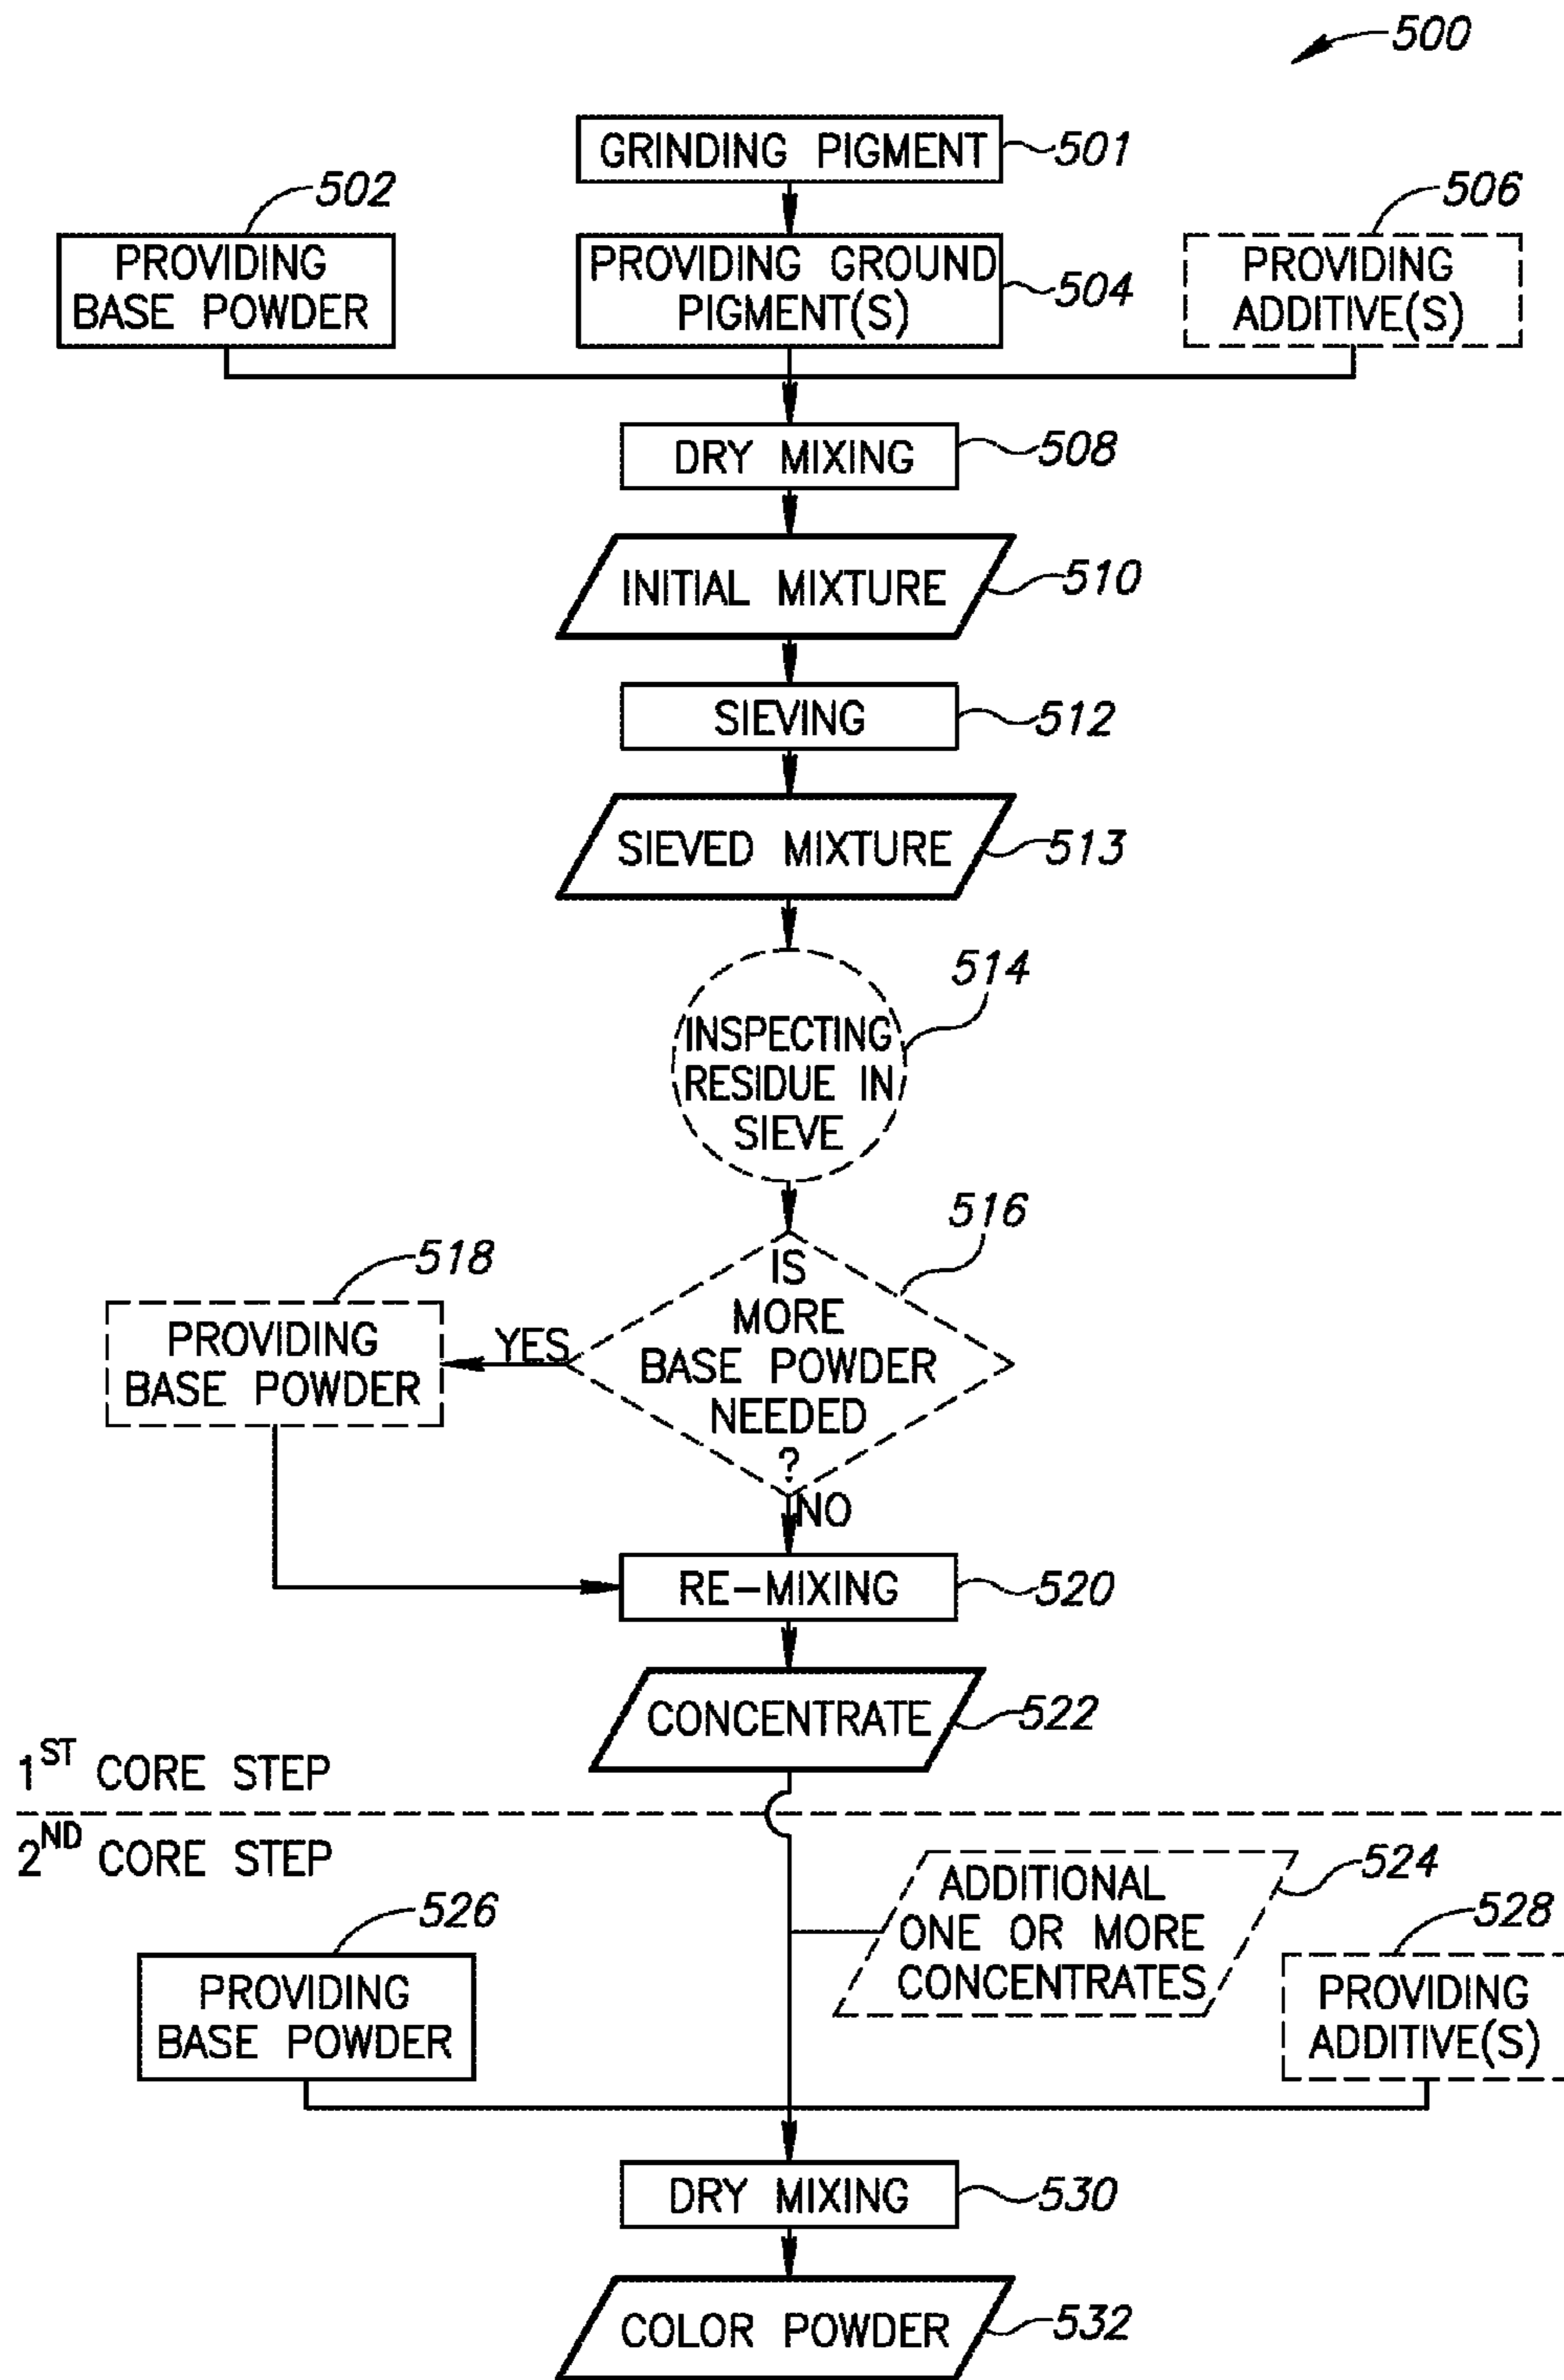 500
GRINDING PIGMENT
501
502
506
PROVIDING
BASE POWDER
PROVIDING GROUND
PIGMENT(S)
504
PROVIDING
ADDITIVE(S)
DRY MIXING
508
INITIAL MIXTURE
510
SIEVING
512
SIEVED MIXTURE
513
514
INSPECTING
RESIDUE IN
SIEVE
516
518
IS
MORE
BASE POWDER
NEEDED
?
YES
PROVIDING
BASE POWDER
NO
RE-MIXING
520
CONCENTRATE
522
1ST CORE STEP
2ND CORE STEP
524
ADDITIONAL
ONE OR MORE
CONCENTRATES
526
528
PROVIDING
BASE POWDER
PROVIDING
ADDITIVE(S)
DRY MIXING
530
COLOR POWDER
532